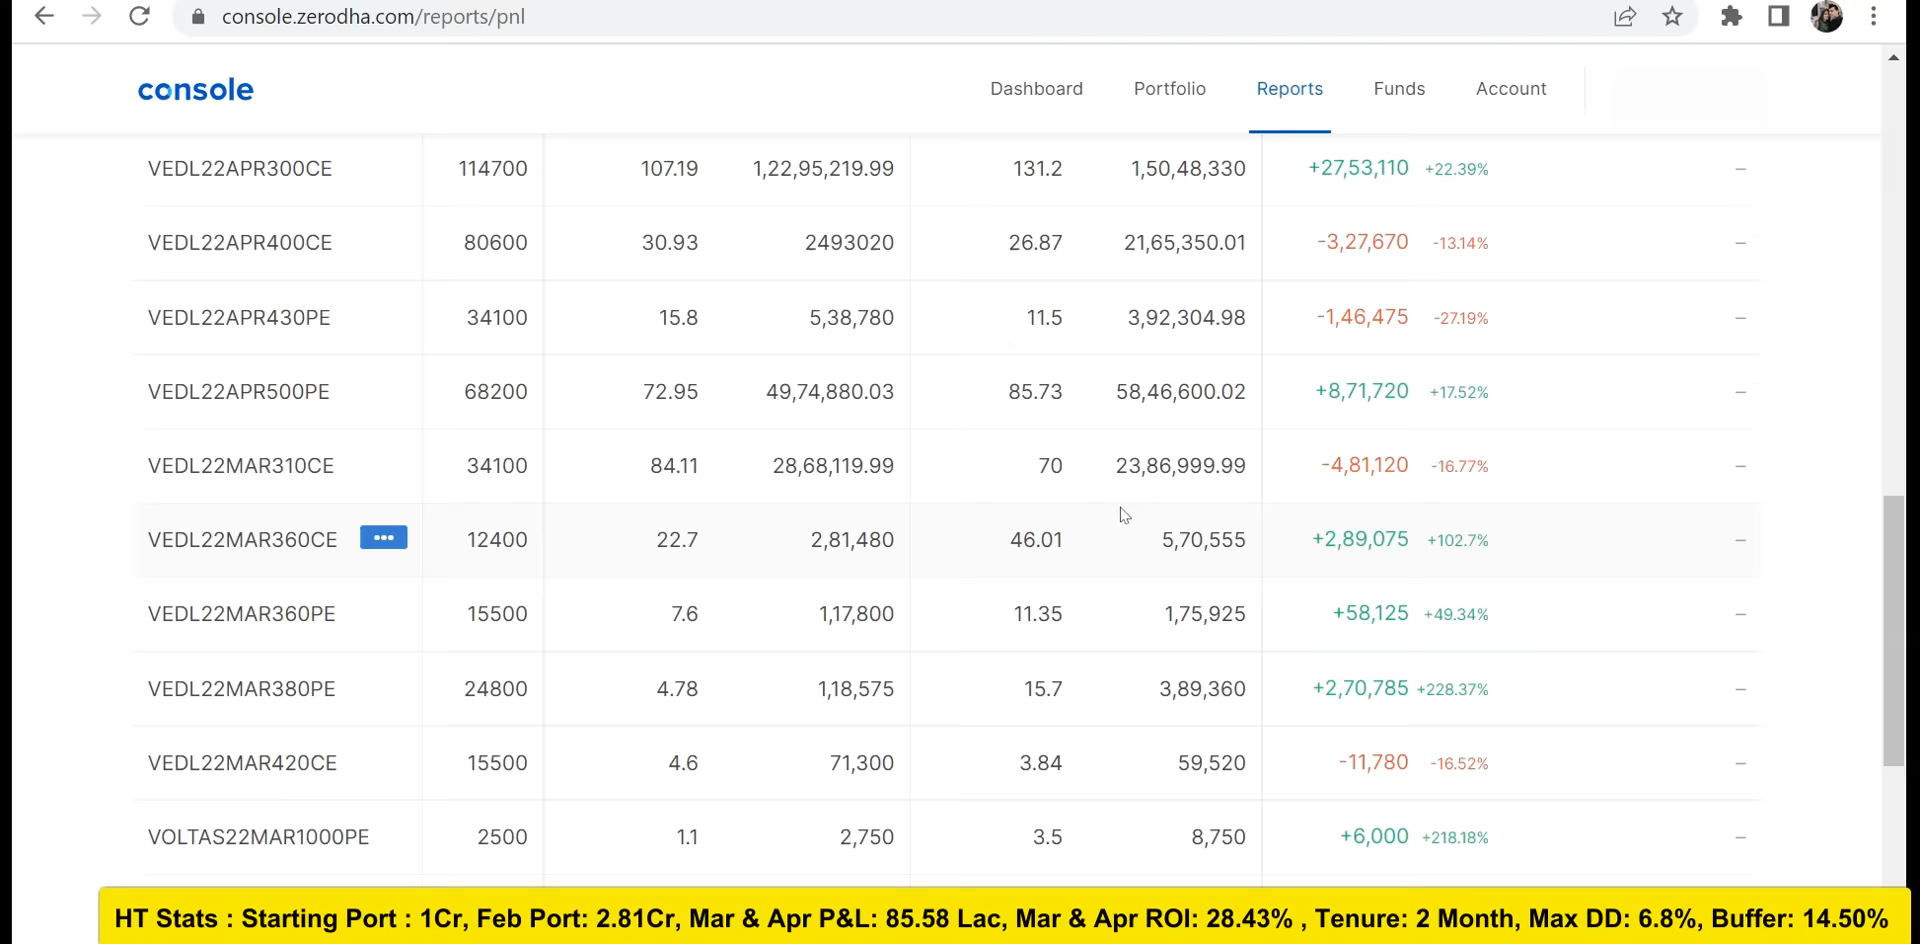 console.zerodha.com/reports/pnl
console Dashboard Portfolio Reports Funds Account
VEDL22APR300CE 114700 107.19 1,22,95,219.99 131.2 1,50,48,330 +27,53,110 +22.39% –
VEDL22APR400CE 80600 30.93 2493020 26.87 21,65,350.01 -3,27,670 -13.14% –
VEDL22APR430PE 34100 15.8 5,38,780 11.5 3,92,304.98 -1,46,475 -27.19% –
VEDL22APR500PE 68200 72.95 49,74,880.03 85.73 58,46,600.02 +8,71,720 +17.52% –
VEDL22MAR310CE 34100 84.11 28,68,119.99 70 23,86,999.99 -4,81,120 -16.77% –
VEDL22MAR360CE ••• 12400 22.7 2,81,480 46.01 5,70,555 +2,89,075 +102.7% –
VEDL22MAR360PE 15500 7.6 1,17,800 11.35 1,75,925 +58,125 +49.34% –
VEDL22MAR380PE 24800 4.78 1,18,575 15.7 3,89,360 +2,70,785 +228.37% –
VEDL22MAR420CE 15500 4.6 71,300 3.84 59,520 -11,780 -16.52% –
VOLTAS22MAR1000PE 2500 1.1 2,750 3.5 8,750 +6,000 +218.18% –
HT Stats : Starting Port : 1Cr, Feb Port: 2.81Cr, Mar & Apr P&L: 85.58 Lac, Mar & Apr ROI: 28.43% , Tenure: 2 Month, Max DD: 6.8%, Buffer: 14.50%